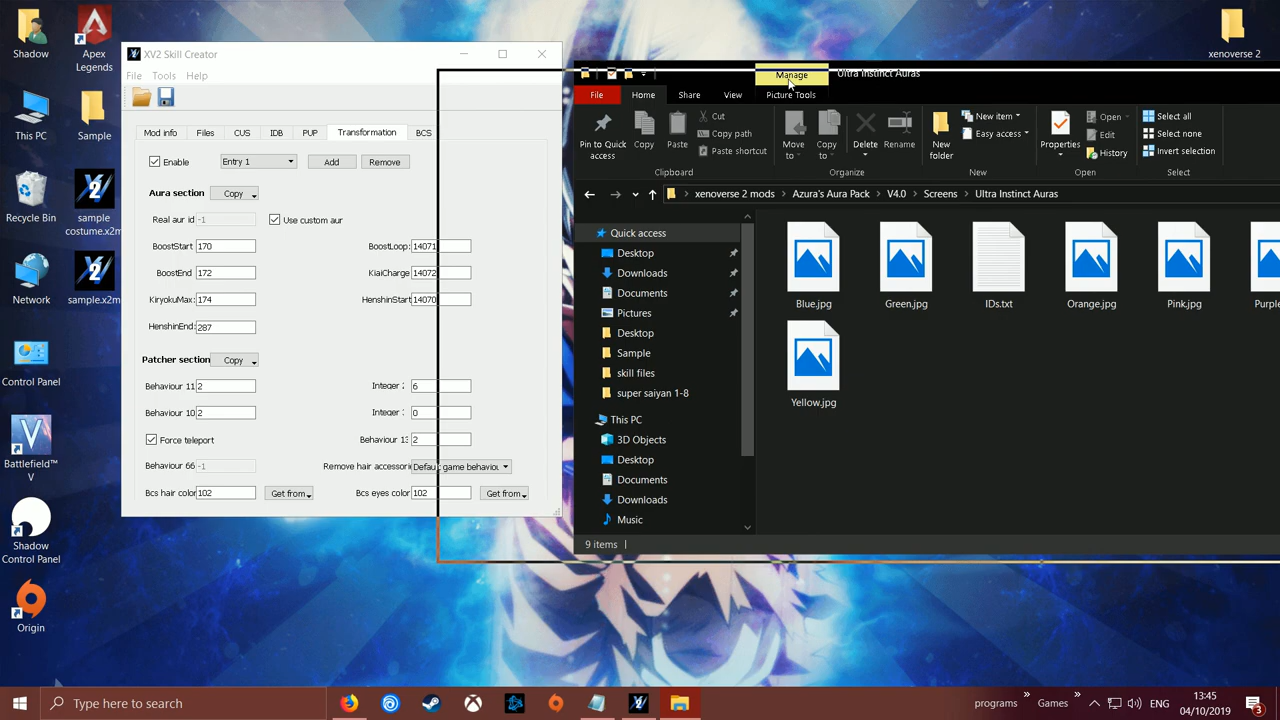 Shadow
Apex
Legends
This PC
Sample
Recycle Bin
sample
costume.x2m
Network
sample.x2m
Control Panel
Battlefield™
V
Shadow
Control Panel
Origin
xenoverse 2
XV2 Skill Creator
File Tools Help
Mod info Files CUS IDB PUP Transformation BCS
Enable Entry 1 Add Remove
Aura section Copy
Real aur id -1 Use custom aur
BoostStart 170 BoostLoop: 14071
BoostEnd 172 KiaiCharge 14072
KiryokuMax: 174 HenshinStart 14070
HenshinEnd: 287
Patcher section Copy
Behaviour 11 2 Integer 6
Behaviour 10 2 Integer 0
Force teleport Behaviour 13 2
Behaviour 66 -1 Remove hair accessori Default game behaviou
Bcs hair color 102 Get from Bcs eyes color 102 Get from
Manage Ultra Instinct Auras
File Home Share View Picture Tools
Pin to Quick
access
Copy
Paste
Cut
Copy path
Paste shortcut
Clipboard
Move
to
Copy
to
Delete
Rename
Organize
New
folder
New item
Easy access
New
Properties
Open
Edit
History
Open
Select all
Select none
Invert selection
Select
xenoverse 2 mods Azura's Aura Pack V4.0 Screens Ultra Instinct Auras
Quick access
Desktop
Downloads
Documents
Pictures
Desktop
Sample
skill files
super saiyan 1-8
This PC
3D Objects
Desktop
Documents
Downloads
Music
Blue.jpg Green.jpg IDs.txt Orange.jpg Pink.jpg Purple
Yellow.jpg
9 items
Type here to search
programs » Games »
ENG
13:45
04/10/2019
3